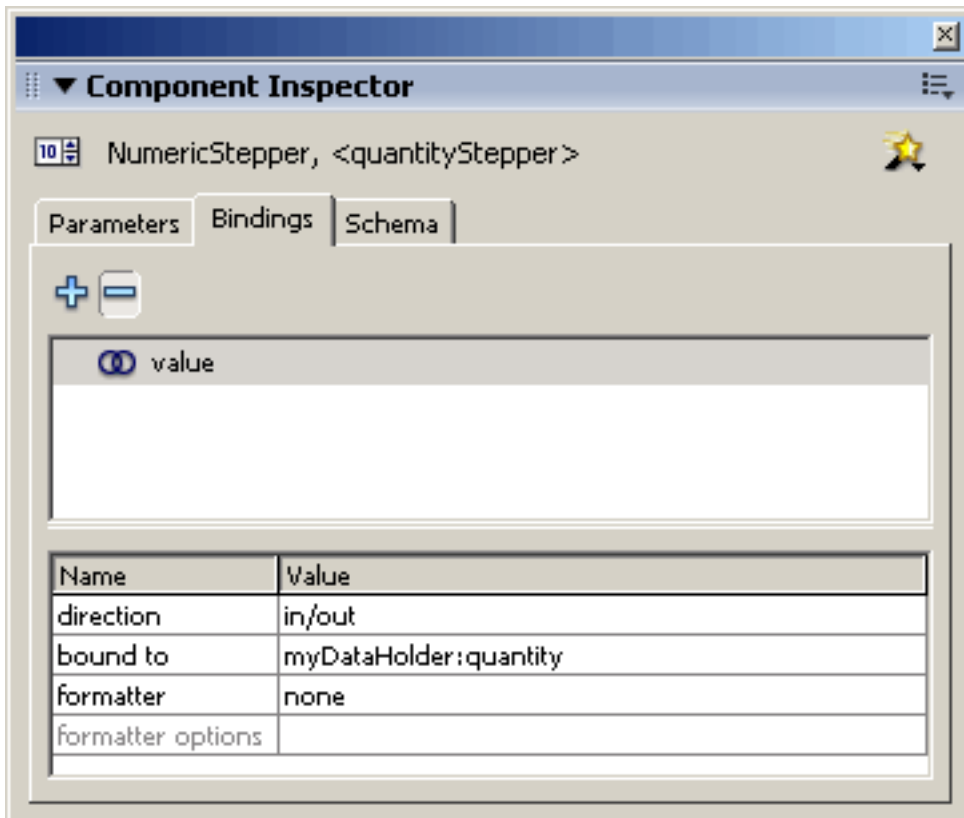 Component Inspector
10 NumericStepper, <quantityStepper>
Parameters Bindings Schema
value
Name Value
direction in/out
bound to myDataHolder:quantity
formatter none
formatter options